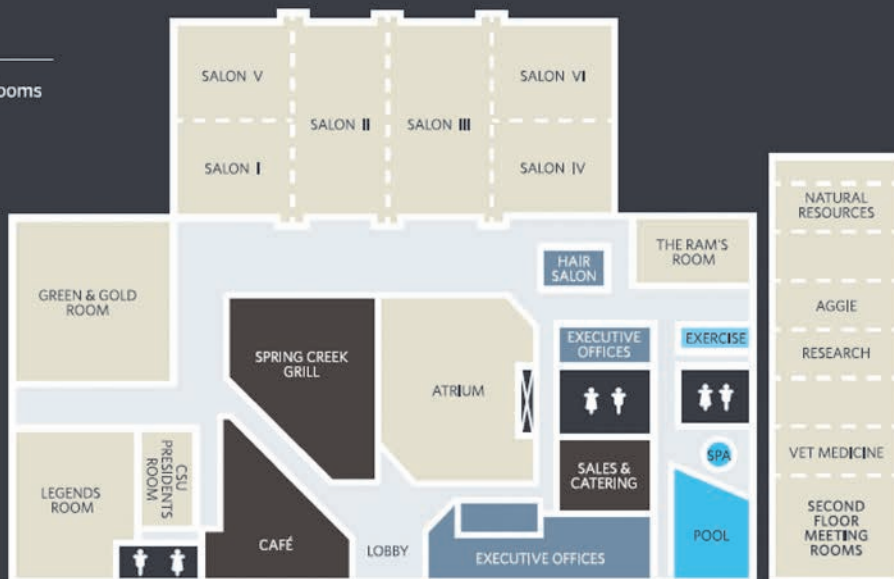 ooms
SALON V
SALON II
SALON III
SALON VI
SALON I
SALON IV
NATURAL
RESOURCES
THE RAM'S
ROOM
HAIR
SALON
GREEN & GOLD
ROOM
AGGIE
EXECUTIVE
OFFICES
EXERCISE
RESEARCH
SPRING CREEK
GRILL
ATRIUM
CSU
PRESIDENTS
ROOM
SPA
VET MEDICINE
SALES &
CATERING
LEGENDS
ROOM
SECOND
FLOOR
MEETING
ROOMS
CAFÉ
LOBBY
EXECUTIVE OFFICES
POOL